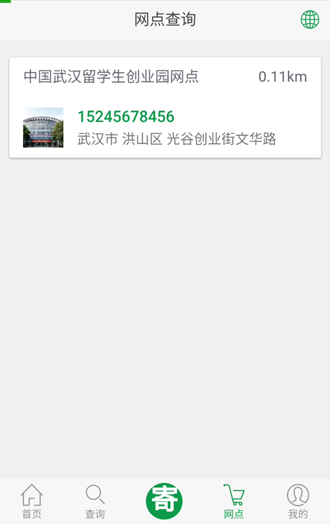 网点查询
中国武汉留学生创业园网点 0.11km
15245678456
武汉市 洪山区 光谷创业街文华路
首页 查询 寄 网点 我的